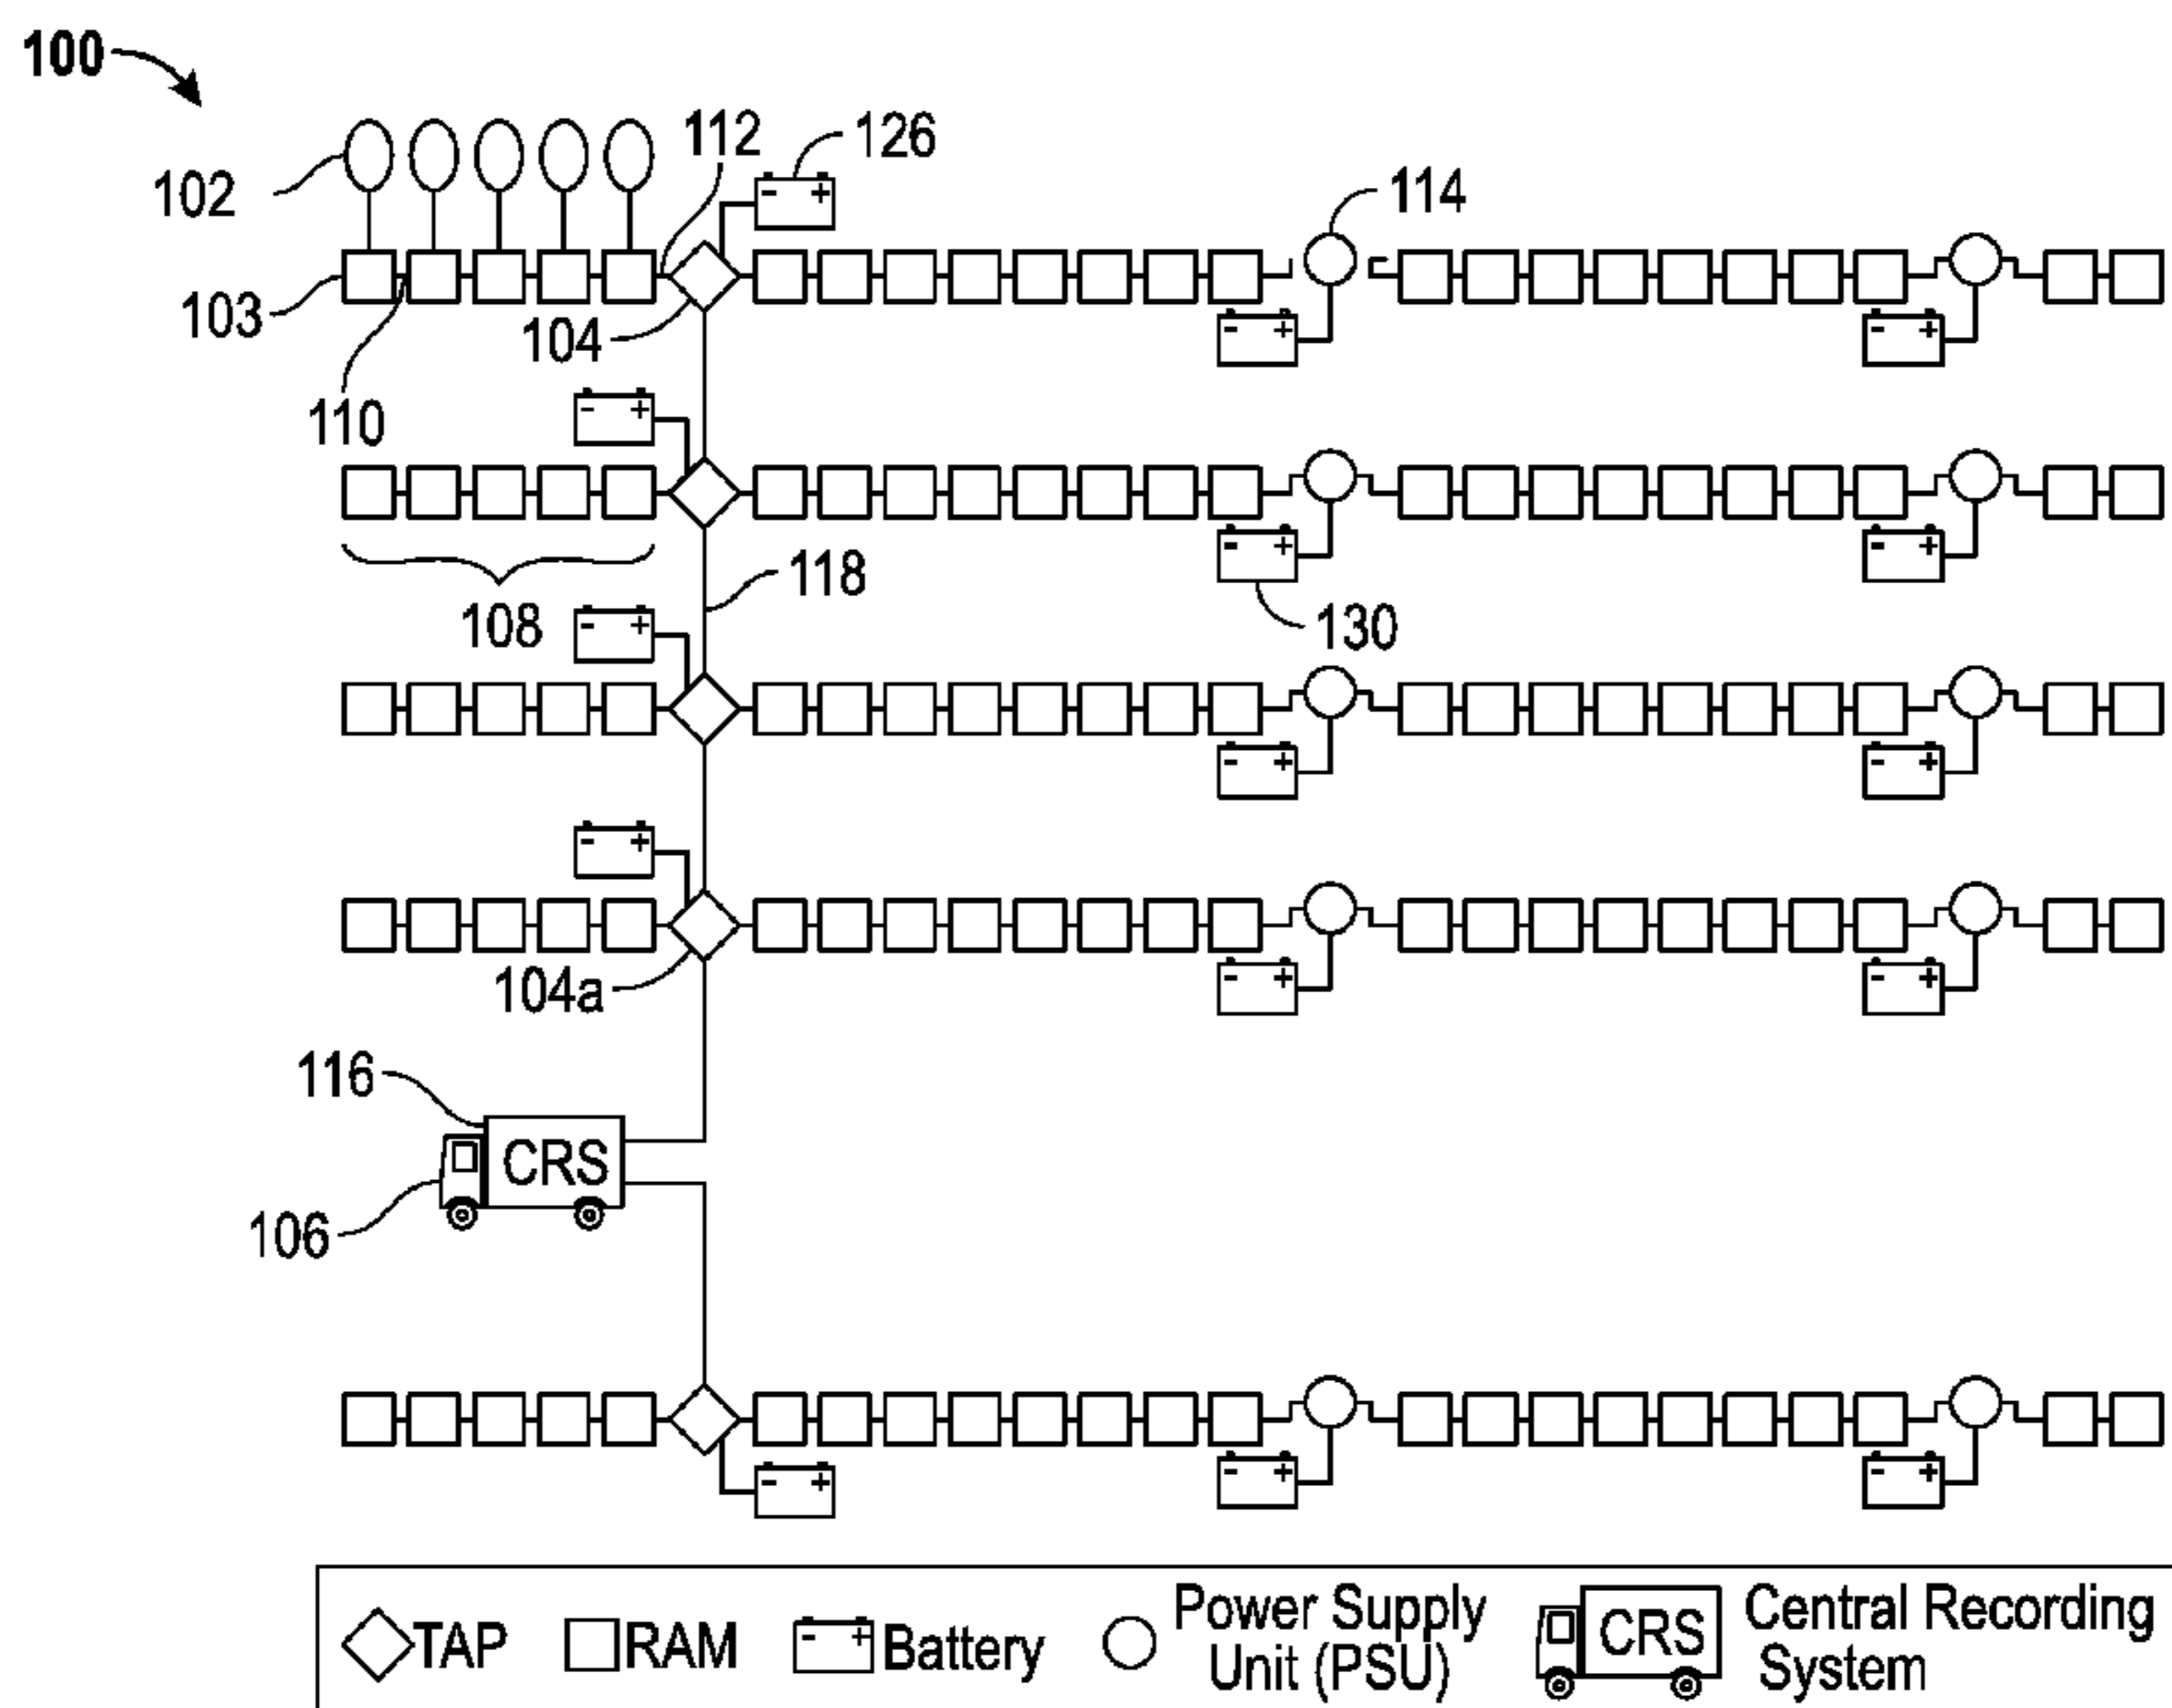 100
112
126
102
114
103
104
110
118
108
130
104a
116
CRS
106
TAP
RAM
- +
Battery
Power Supply
Unit (PSU)
CRS
Central Recording
System